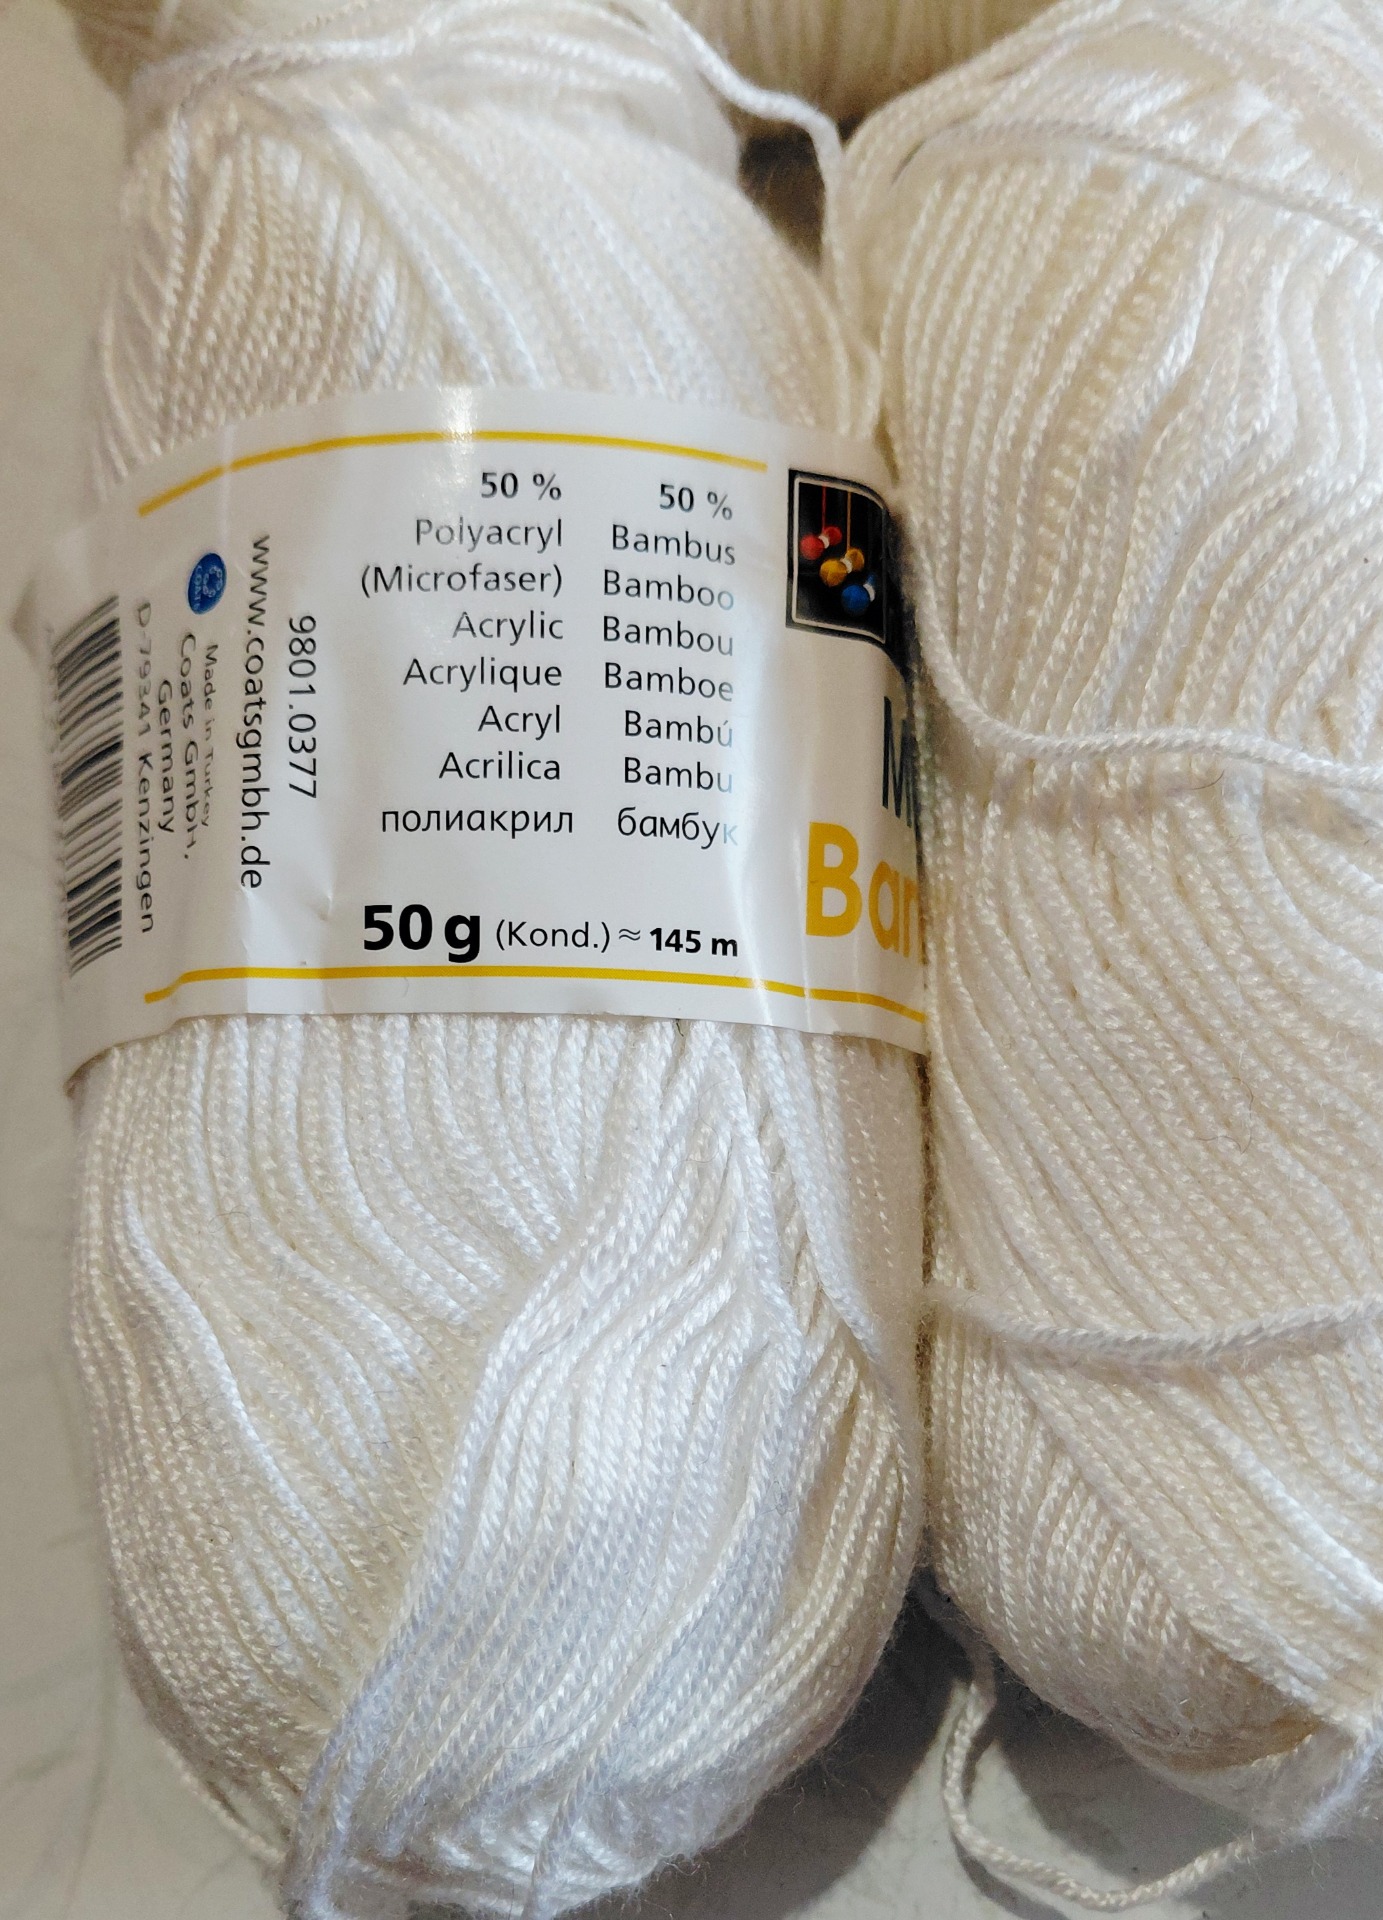 50 %
Polyacryl
(Microfaser)
Acrylic
Acrylique
Acryl
Acrilica
полиакрил
50 %
Bambus
Bamboo
Bambou
Bamboe
Bambú
Bambu
бамбук
50 g (Kond.) ≈ 145 m
9801.0377
www.coatsgmbh.de
COATS
Made in Turkey
Coats GmbH,
Germany
D-79341 Kenzingen